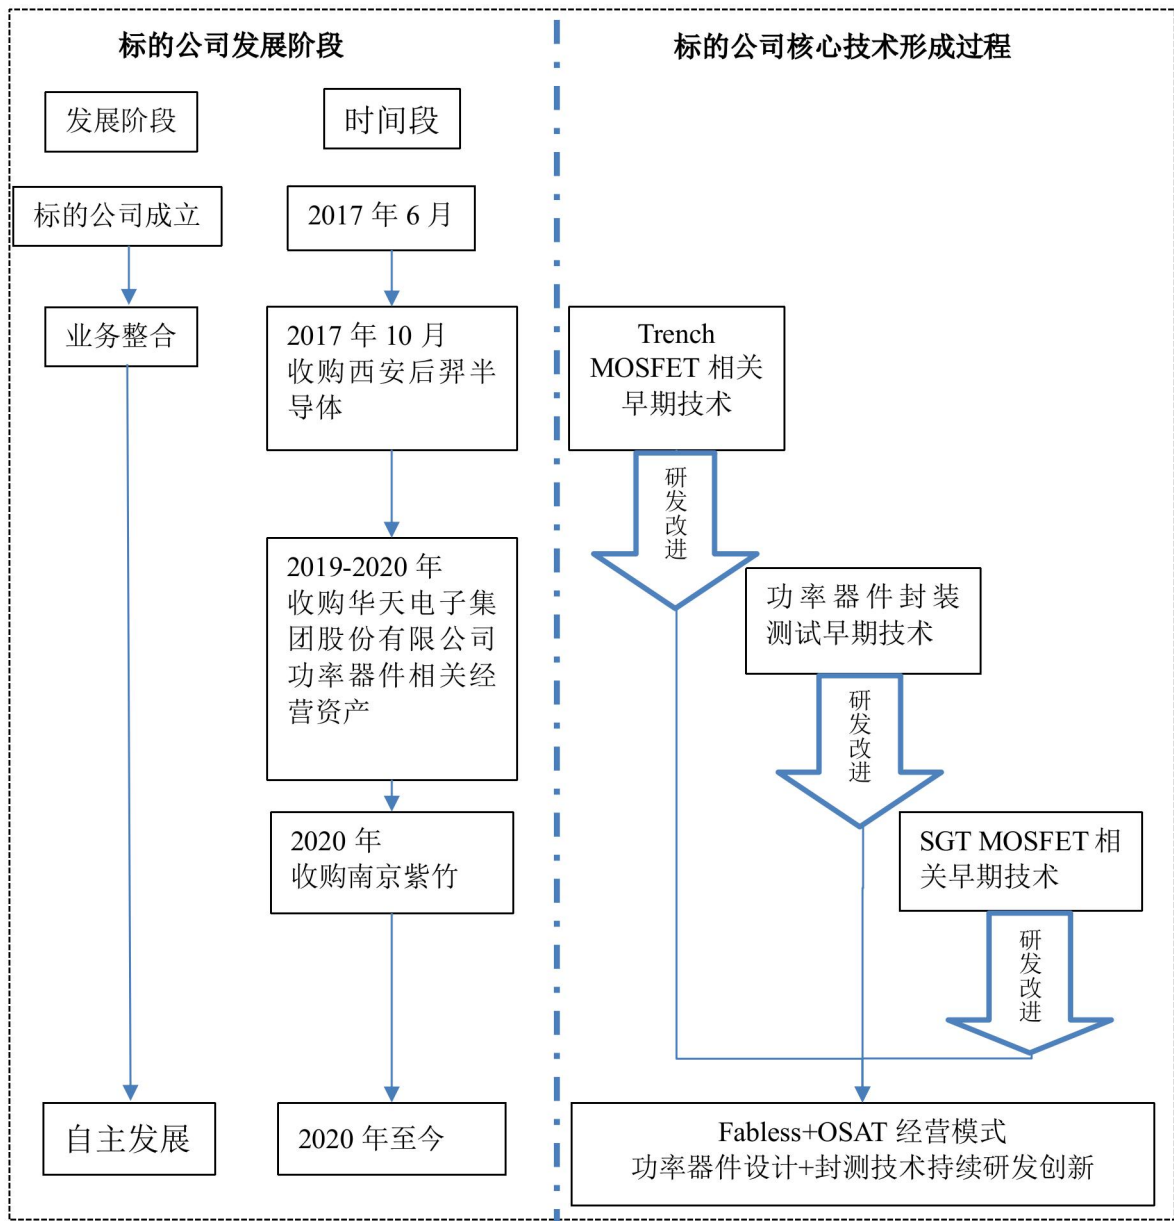 标的公司发展阶段
标的公司核心技术形成过程
发展阶段
时间段
标的公司成立
2017 年 6 月
业务整合
2017 年 10 月
收购西安后羿半
导体
Trench
MOSFET 相关
早期技术
研发改进
2019-2020 年
收购华天电子集
团股份有限公司
功率器件相关经
营资产
功率器件封装
测试早期技术
研发改进
2020 年
收购南京紫竹
SGT MOSFET 相
关早期技术
研发改进
自主发展
2020 年至今
Fabless+OSAT 经营模式
功率器件设计+封测技术持续研发创新